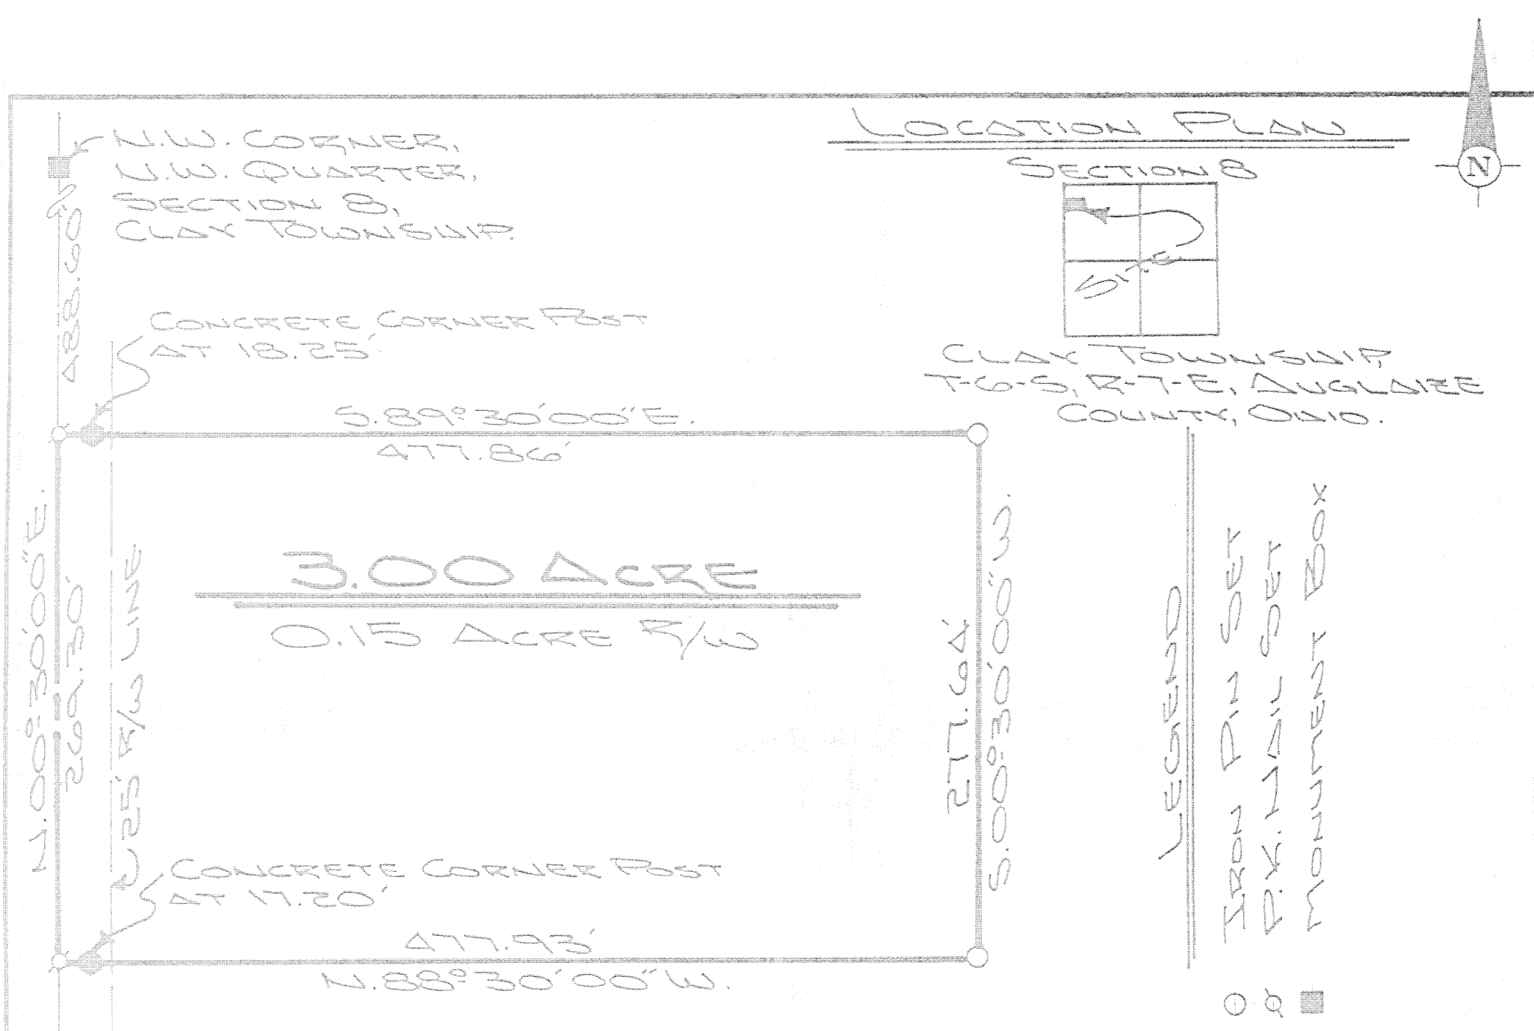 N
LOCATION PLAN
SECTION 8
SITE
CLAY TOWNSHIP,
T-6-S, R-7-E, AUGLAIZE
COUNTY, OHIO.
N.W. CORNER,
N.W. QUARTER,
SECTION 8,
CLAY TOWNSHIP.
488.60'
CONCRETE CORNER POST
AT 18.25'
S.89°30'00"E.
477.86'
N.00°30'00"E.
269.30'
25' R/W LINE
3.00 ACRE
0.15 ACRE R/W
277.64'
S.00°30'00"W.
CONCRETE CORNER POST
AT 17.20'
477.93'
N.88°30'00"W.
LEGEND
IRON PIN SET
P.K. NAIL SET
MONUMENT BOX